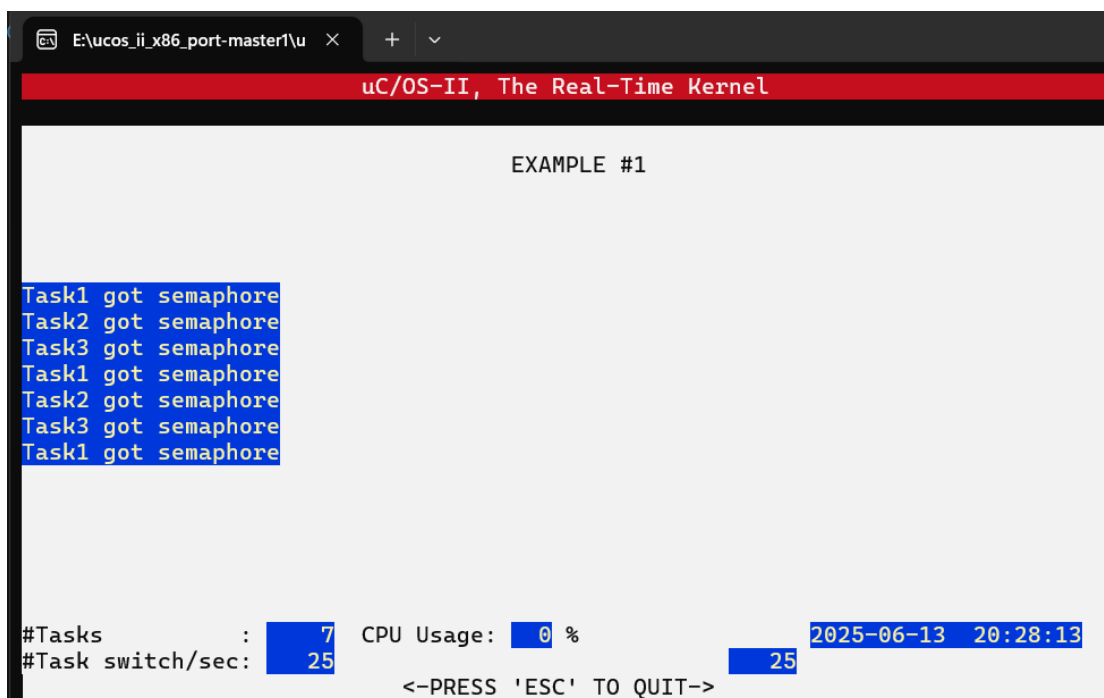 E:\ucos_ii_x86_port-master1\u
uC/OS-II, The Real-Time Kernel
EXAMPLE #1
Task1 got semaphore
Task2 got semaphore
Task3 got semaphore
Task1 got semaphore
Task2 got semaphore
Task3 got semaphore
Task1 got semaphore
#Tasks : 7 CPU Usage: 0 % 2025-06-13 20:28:13
#Task switch/sec: 25 25
<-PRESS 'ESC' TO QUIT->